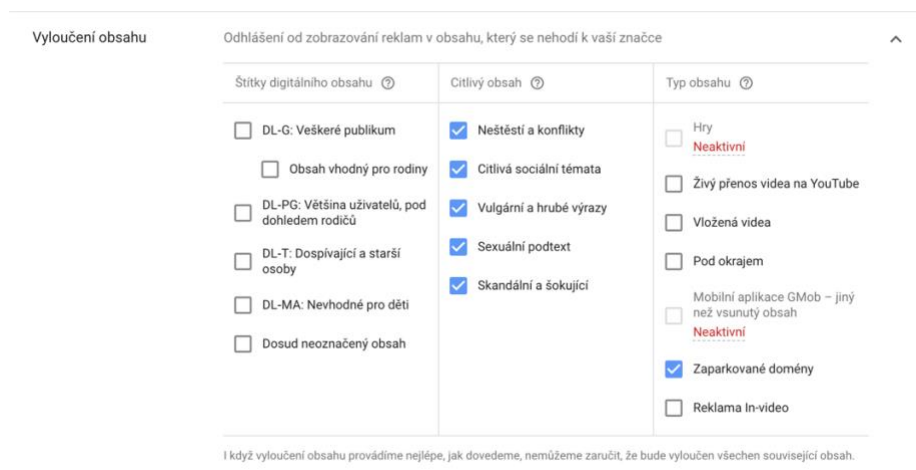 Vyloučení obsahu
Odhlášení od zobrazování reklam v obsahu, který se nehodí k vaší značce
Štítky digitálního obsahu
DL-G: Veškeré publikum
Obsah vhodný pro rodiny
DL-PG: Většina uživatelů, pod
dohledem rodičů
DL-T: Dospívající a starší
osoby
DL-MA: Nevhodné pro děti
Dosud neoznačený obsah
Citlivý obsah
Neštěstí a konflikty
Citlivá sociální témata
Vulgární a hrubé výrazy
Sexuální podtext
Skandální a šokující
Typ obsahu
Hry
Neaktivní
Živý přenos videa na YouTube
Vložená videa
Pod okrajem
Mobilní aplikace GMob – jiný
než vsunutý obsah
Neaktivní
Zaparkované domény
Reklama In-video
I když vyloučení obsahu provádíme nejlépe, jak dovedeme, nemůžeme zaručit, že bude vyloučen všechen související obsah.